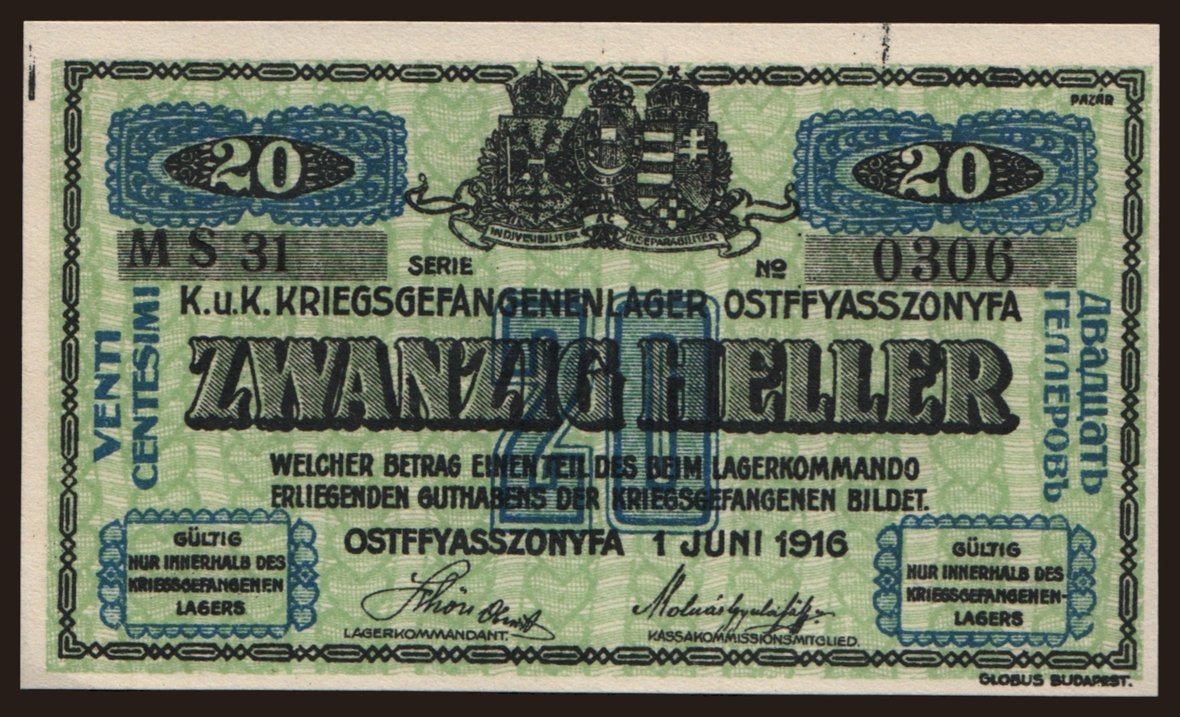 PAZÁR
20
20
INDIVISIBILITER
INSEPARABILITER
MS 31
SERIE
No
0306
K.u.K. KRIEGSGEFANGENENLAGER OSTFFYASSZONYFA
ZWANZIG HELLER
20
VENTI
CENTESIMI
Двадцать
геллеровъ
WELCHER BETRAG EINEN TEIL DES BEIM LAGERKOMMANDO
ERLIEGENDEN GUTHABENS DER KRIEGSGEFANGENEN BILDET.
OSTFFYASSZONYFA 1 JUNI 1916
GÜLTIG
NUR INNERHALB DES
KRIEGSGEFANGENEN
LAGERS
GÜLTIG
NUR INNERHALB DES
KRIEGSGEFANGENEN-
LAGERS
LAGERKOMMANDANT.
KASSAKOMMISSIONSMITGLIED.
GLOBUS BUDAPEST.